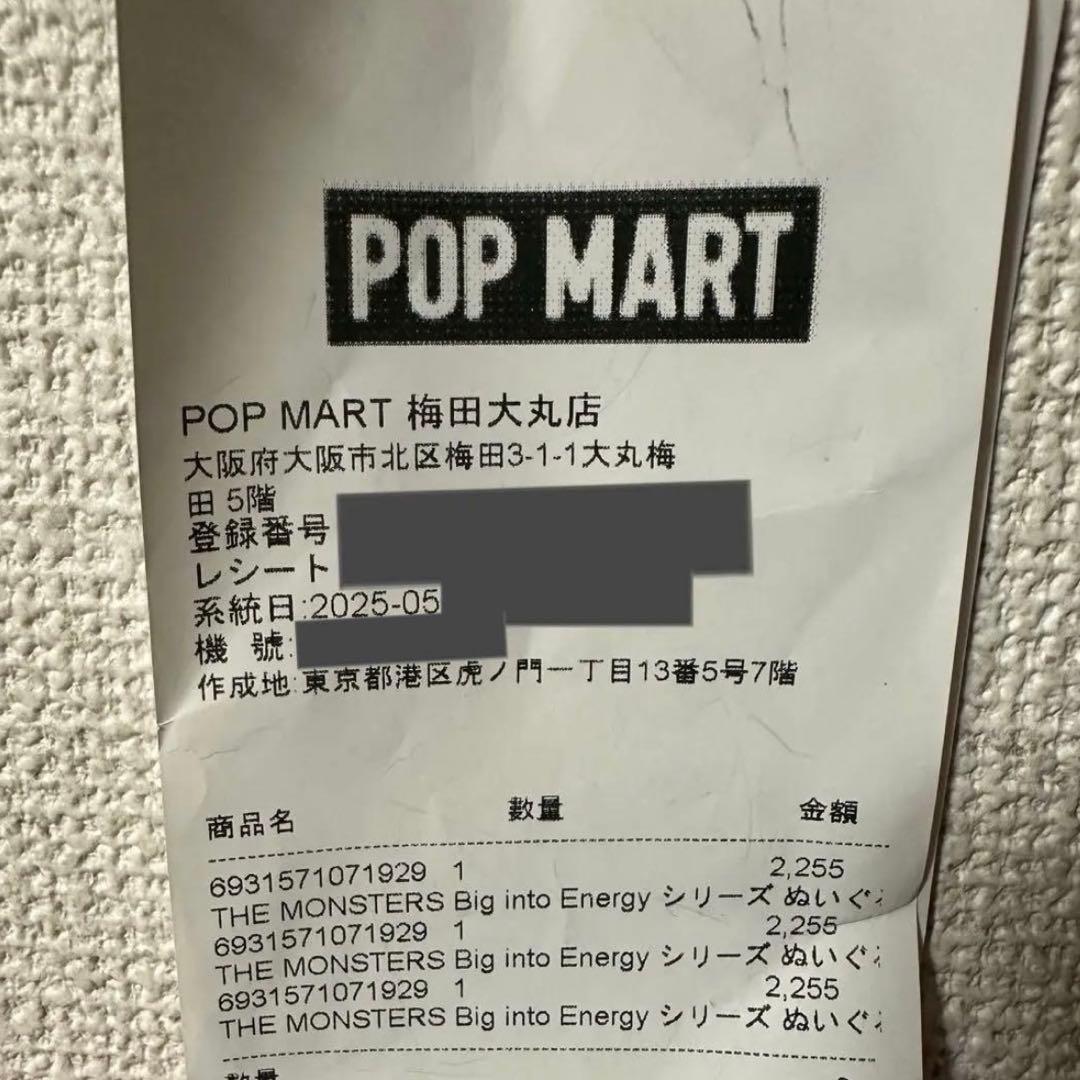 POP MART
POP MART 梅田大丸店
大阪府大阪市北区梅田3-1-1大丸梅
田 5階
登録番号
レシート
系統日:2025-05
機 號:
作成地:東京都港区虎ノ門一丁目13番5号7階
商品名 數量 金額
6931571071929 1 2,255
THE MONSTERS Big into Energy シリーズ ぬいぐ
6931571071929 1 2,255
THE MONSTERS Big into Energy シリーズ ぬいぐ
6931571071929 1 2,255
THE MONSTERS Big into Energy シリーズ ぬいぐ
數量